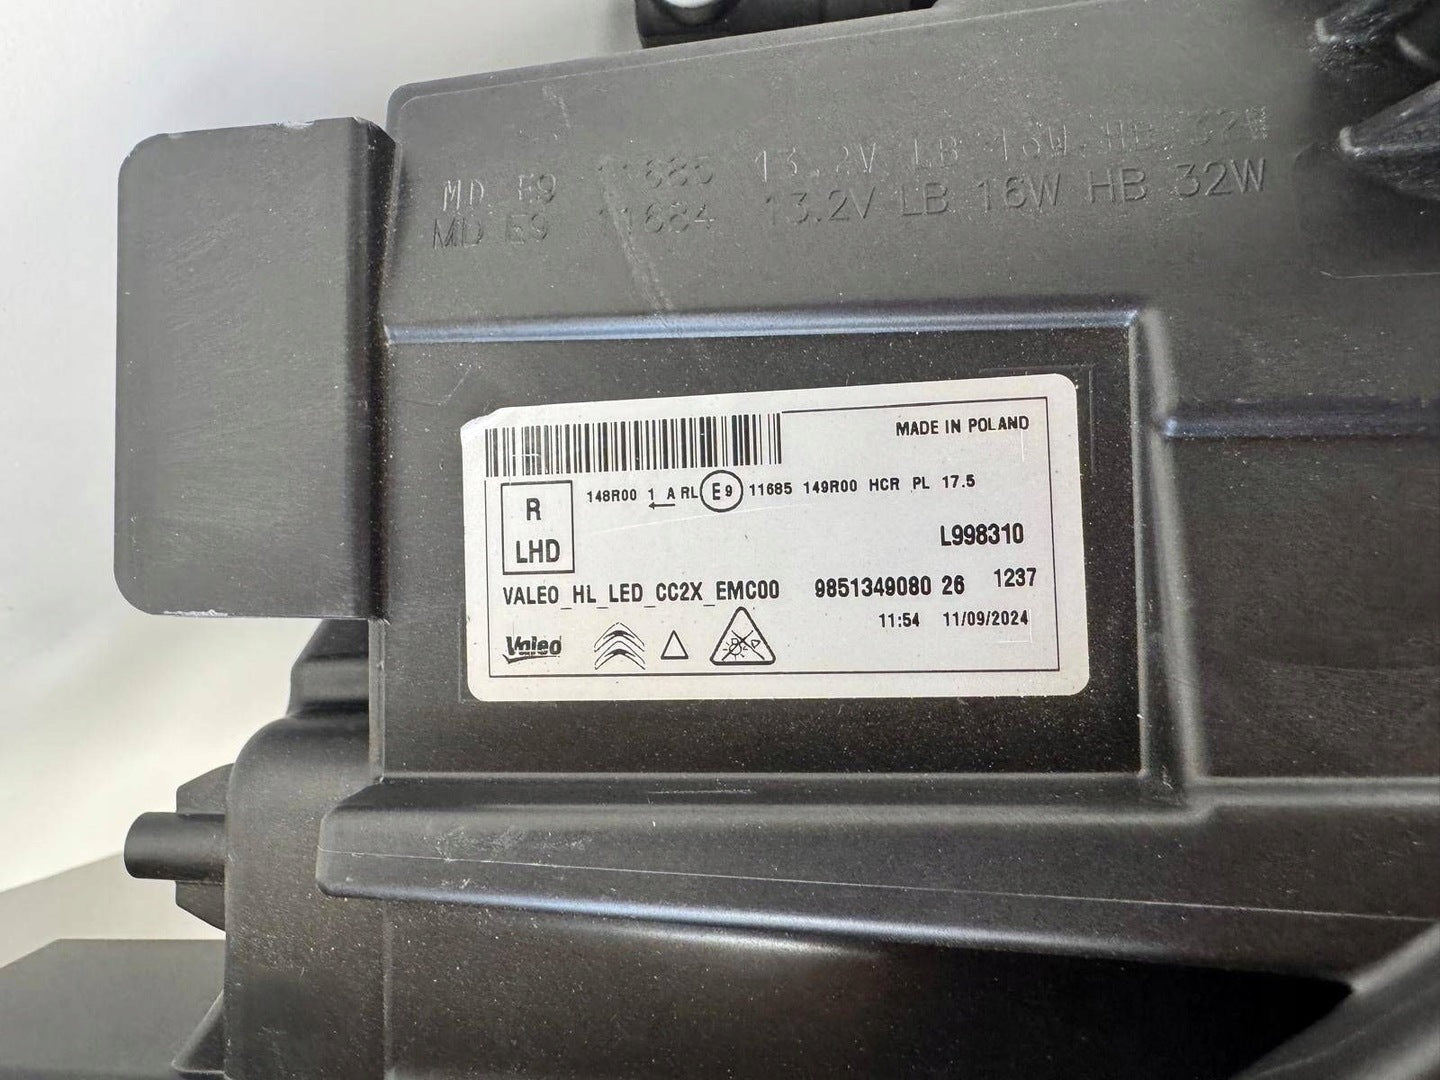 MD E9 11685 13.2V LB 16W HB 32W
MD E9 11684 13.2V LB 16W HB 32W
MADE IN POLAND
R
LHD
148R00 1 A RL E9 11685 149R00 HCR PL 17.5
L998310
VALEO_HL_LED_CC2X_EMC00 9851349080 26 1237
11:54 11/09/2024
Valeo